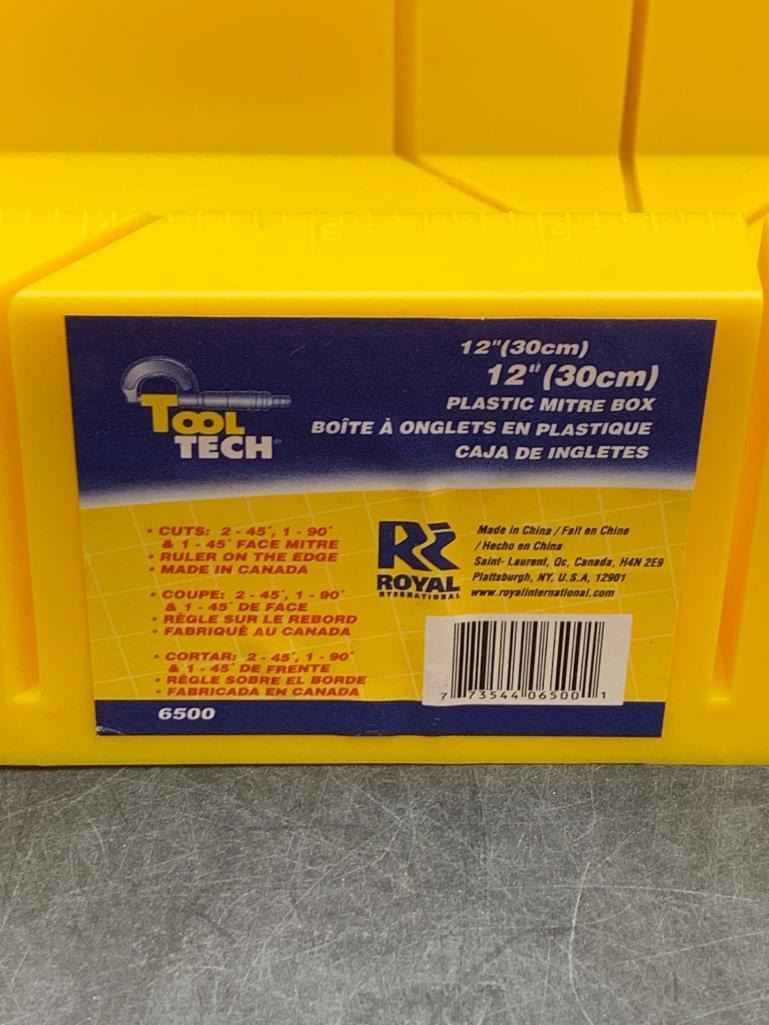 12"(30cm)
12"(30cm)
PLASTIC MITRE BOX
BOÎTE À ONGLETS EN PLASTIQUE
CAJA DE INGLETES
TOOL
TECH
• CUTS: 2 - 45°, 1 - 90°
& 1 - 45° FACE MITRE
• RULER ON THE EDGE
• MADE IN CANADA
• COUPE: 2 - 45°, 1 - 90°
& 1 - 45° DE FACE
• RÈGLE SUR LE REBORD
• FABRIQUÉ AU CANADA
• CORTAR: 2 - 45°, 1 - 90°
& 1 - 45° DE FRENTE
• RÈGLE SOBRE EL BORDE
• FABRICADA EN CANADA
ROYAL
INTERNATIONAL
Made in China / Fait en Chine
/ Hecho en China
Saint- Laurent, Qc, Canada, H4N 2E9
Plattsburgh, NY, U.S.A, 12901
www.royalinternational.com
7 73544 06500 1
6500